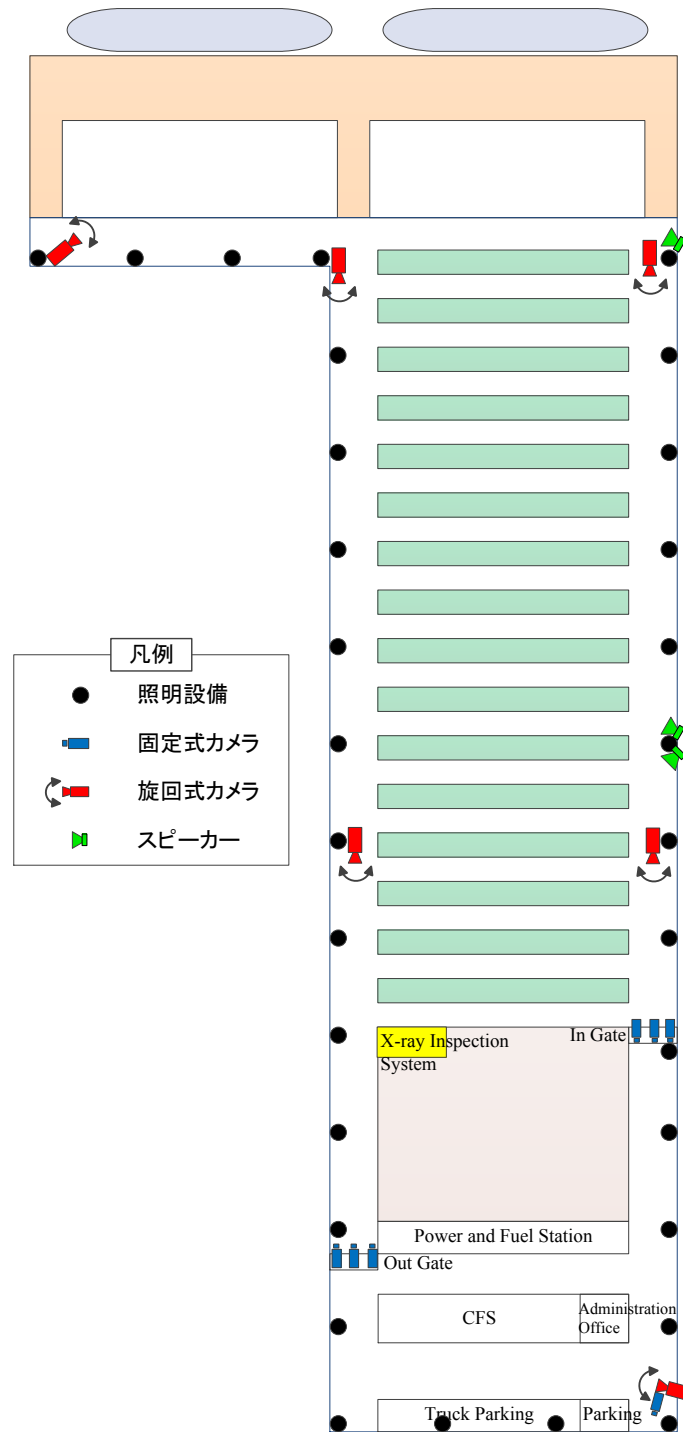 凡例
照明設備
固定式カメラ
旋回式カメラ
スピーカー
X-ray Inspection
System
In Gate
Power and Fuel Station
Out Gate
CFS
Administration
Office
Truck Parking
Parking